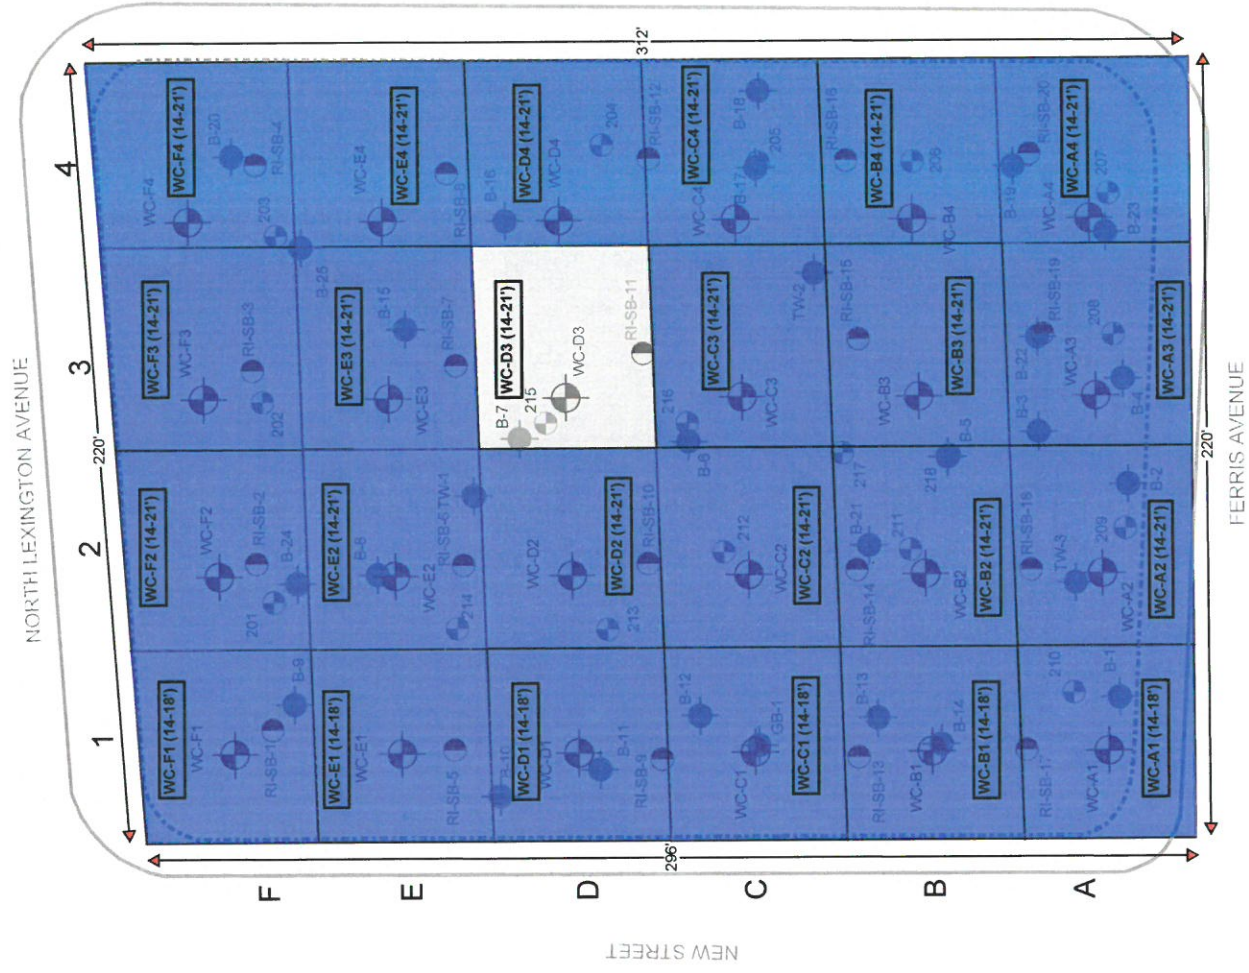 NORTH LEXINGTON AVENUE
220'
312'
296'
220'
NEW STREET
FERRIS AVENUE
1
2
3
4
F
E
D
C
B
A
WC-F1 (14-18')
WC-F1
RI-SB-1
B-9
WC-F2 (14-21')
WC-F2
RI-SB-2
B-24
201
WC-F3 (14-21')
WC-F3
RI-SB-3
202
WC-F4
WC-F4 (14-21')
B-20
RI-SB-4
203
B-25
WC-E1 (14-18')
WC-E1
RI-SB-5
B-10
WC-E2 (14-21')
B-8
WC-E2
214
TW-1
WC-E3 (14-21')
B-15
WC-E3
RI-SB-7
WC-E4
WC-E4 (14-21')
RI-SB-8
WC-D1 (14-18')
WC-D1
B-11
RI-SB-9
WC-D2
WC-D2 (14-21')
RI-SB-10
213
WC-D3 (14-21')
B-7
215
WC-D3
RI-SB-11
B-16
WC-D4 (14-21')
WC-D4
204
RI-SB-12
B-12
WC-C1
GB-1
WC-C1 (14-18')
212
WC-C2
WC-C2 (14-21')
216
B-6
WC-C3 (14-21')
WC-C3
TW-2
WC-C4 (14-21')
WC-C4
B-17
B-18
205
B-13
RI-SB-13
WC-B1
B-14
WC-B1 (14-18')
B-21
211
RI-SB-14
WC-B2
WC-B2 (14-21')
217
218
B-5
RI-SB-15
WC-B3
WC-B3 (14-21')
RI-SB-16
WC-B4 (14-21')
206
WC-B4
RI-SB-17
210
B-1
WC-A1
WC-A1 (14-18')
RI-SB-18
TW-3
209
B-2
WC-A2
WC-A2 (14-21')
B-3
B-22
RI-SB-19
208
WC-A3
B-4
WC-A3 (14-21')
B-19
RI-SB-20
WC-A4 (14-21')
WC-A4
207
B-23